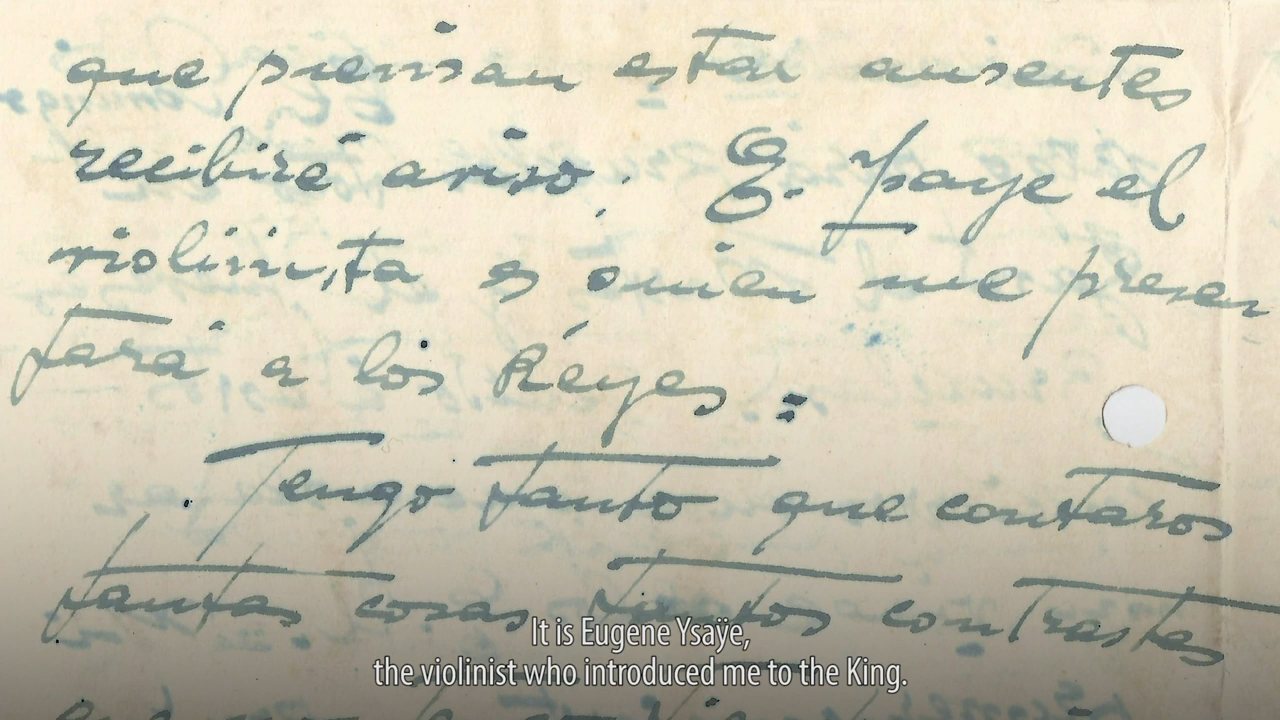 que piensan estar ausentes
recibiré aviso. E. Ysaye el
violinista es quien me presen
tará a los Reyes:
Tengo tanto que contaros
tantas cosas tantos contrastes
It is Eugene Ysaÿe,
the violinist who introduced me to the King.